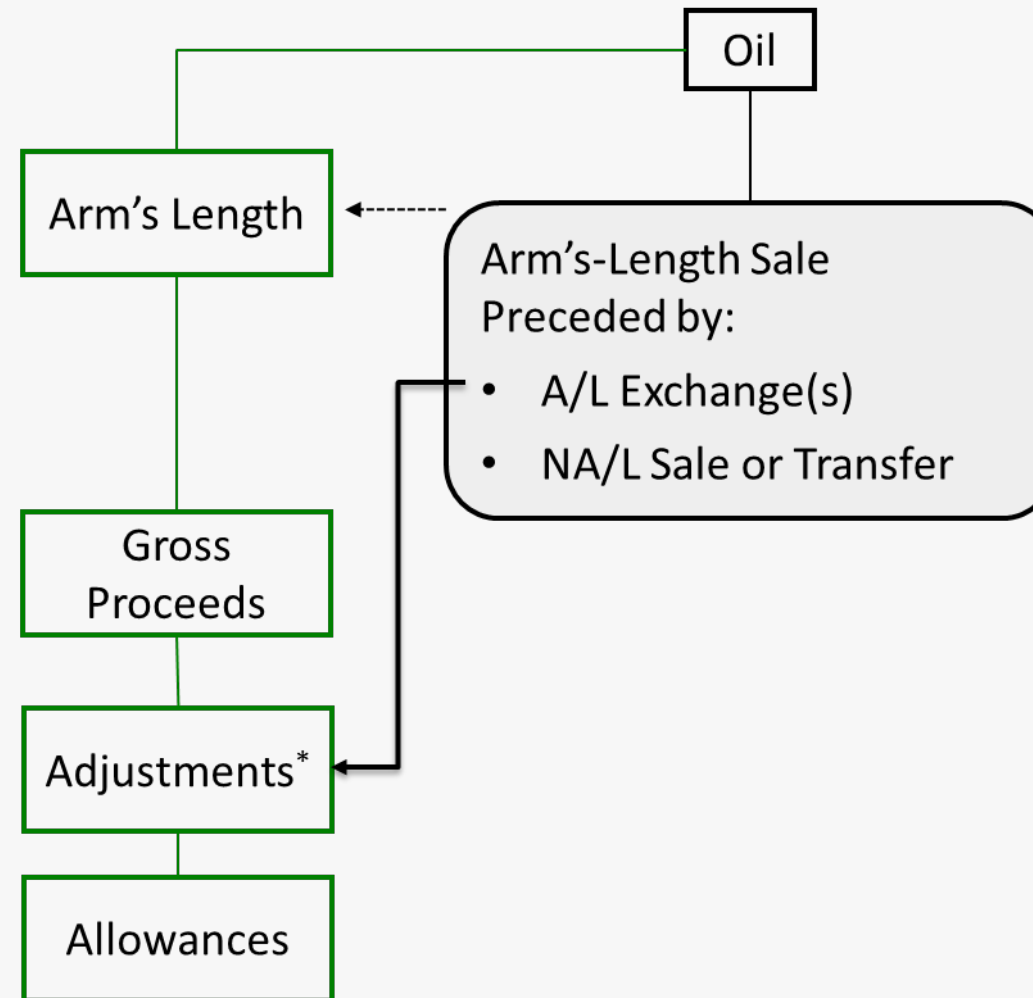 Oil
Arm’s Length
Arm’s-Length Sale
Preceded by:
• A/L Exchange(s)
• NA/L Sale or Transfer
Gross
Proceeds
Adjustments*
Allowances